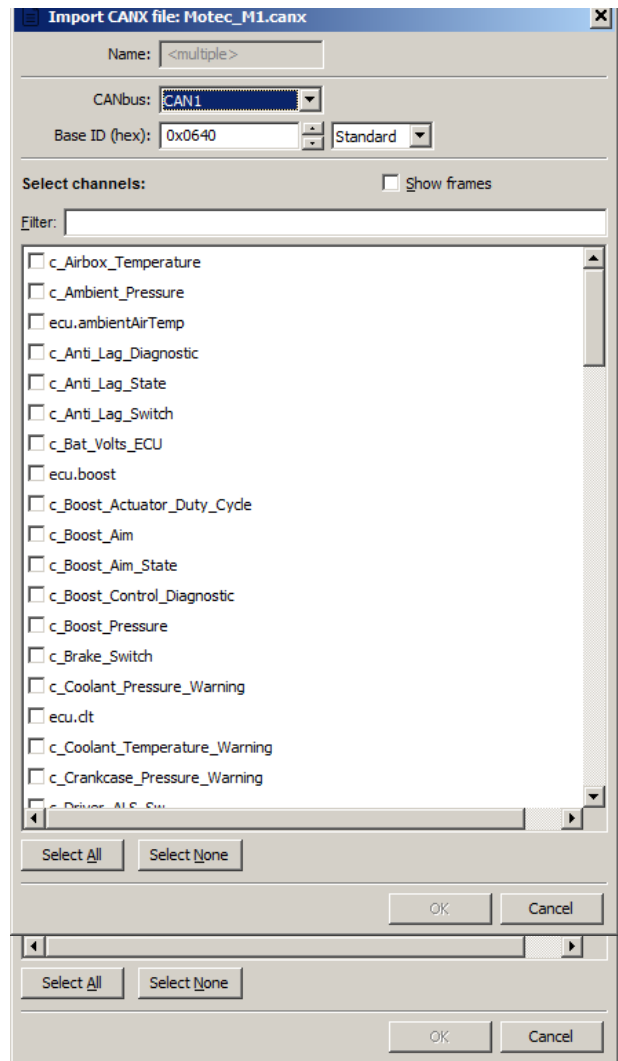 Import CANX file: Motec_M1.canx
Name: <multiple>
CANbus: CAN1
Base ID (hex): 0x0640 Standard
Select channels: Show frames
Filter:
c_Airbox_Temperature
c_Ambient_Pressure
ecu.ambientAirTemp
c_Anti_Lag_Diagnostic
c_Anti_Lag_State
c_Anti_Lag_Switch
c_Bat_Volts_ECU
ecu.boost
c_Boost_Actuator_Duty_Cycle
c_Boost_Aim
c_Boost_Aim_State
c_Boost_Control_Diagnostic
c_Boost_Pressure
c_Brake_Switch
c_Coolant_Pressure_Warning
ecu.clt
c_Coolant_Temperature_Warning
c_Crankcase_Pressure_Warning
c_Driver_ALS_Sw
Select All Select None
OK Cancel
Select All Select None
OK Cancel